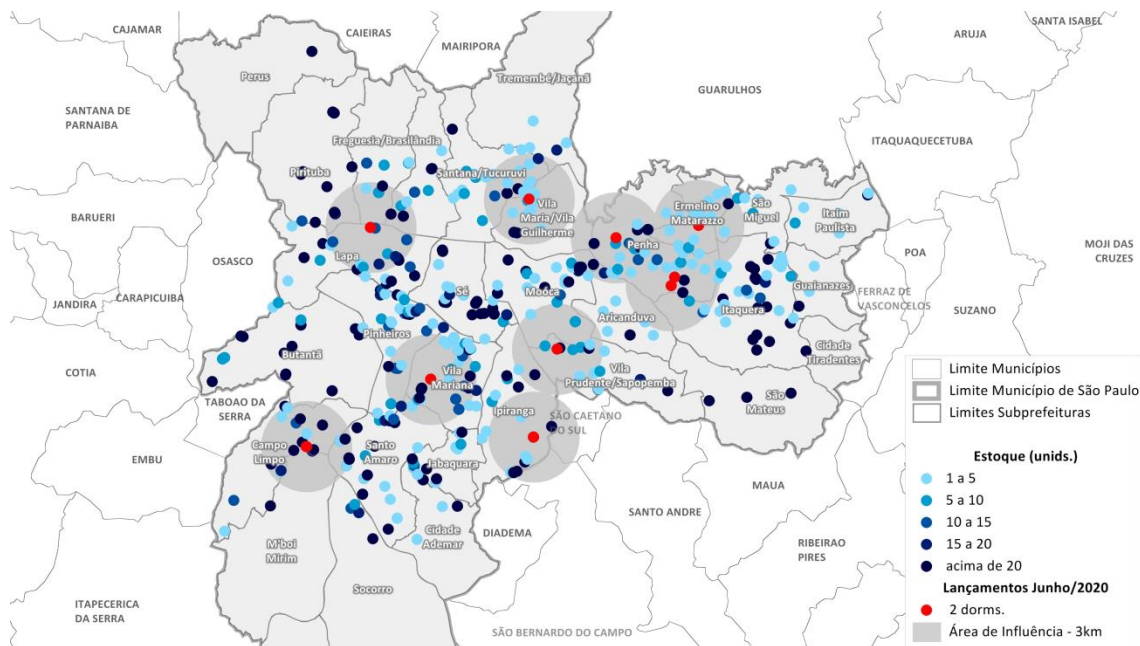 CAJAMAR
CAIEIRAS
MAIRIPORA
SANTA ISABEL
ARUJA
Perus
Tremembé/Jaçanã
GUARULHOS
SANTANA DE
PARNAIBA
Freguesia/Brasilândia
ITAQUAQUECETUBA
Pirituba
Santana/Tucuruvi
BARUERI
Vila
Maria/Vila
Guilherme
Ermelino
Matarazzo
São
Miguel
Itaim
Paulista
OSASCO
Lapa
Penha
POA
MOJI DAS
CRUZES
JANDIRA
CARAPICUIBA
Sé
Moóca
Guaianazes
FERRAZ DE
VASCONCELOS
Aricanduva
Itaquera
SUZANO
Pinheiros
Butantã
Cidade
Tiradentes
COTIA
Vila
Mariana
Vila
Prudente/Sapopemba
TABOAO DA
SERRA
Ipiranga
SÃO CAETANO
DO SUL
São
Mateus
EMBU
Campo
Limpo
Santo
Amaro
Jabaquara
MAUA
SANTO ANDRE
DIADEMA
Cidade
Ademar
M'boi
Mirim
RIBEIRAO
PIRES
Socorro
ITAPECERICA
DA SERRA
SÃO BERNARDO DO CAMPO
Limite Municípios
Limite Município de São Paulo
Limites Subprefeituras
Estoque (unids.)
1 a 5
5 a 10
10 a 15
15 a 20
acima de 20
Lançamentos Junho/2020
2 dorms.
Área de Influência - 3km